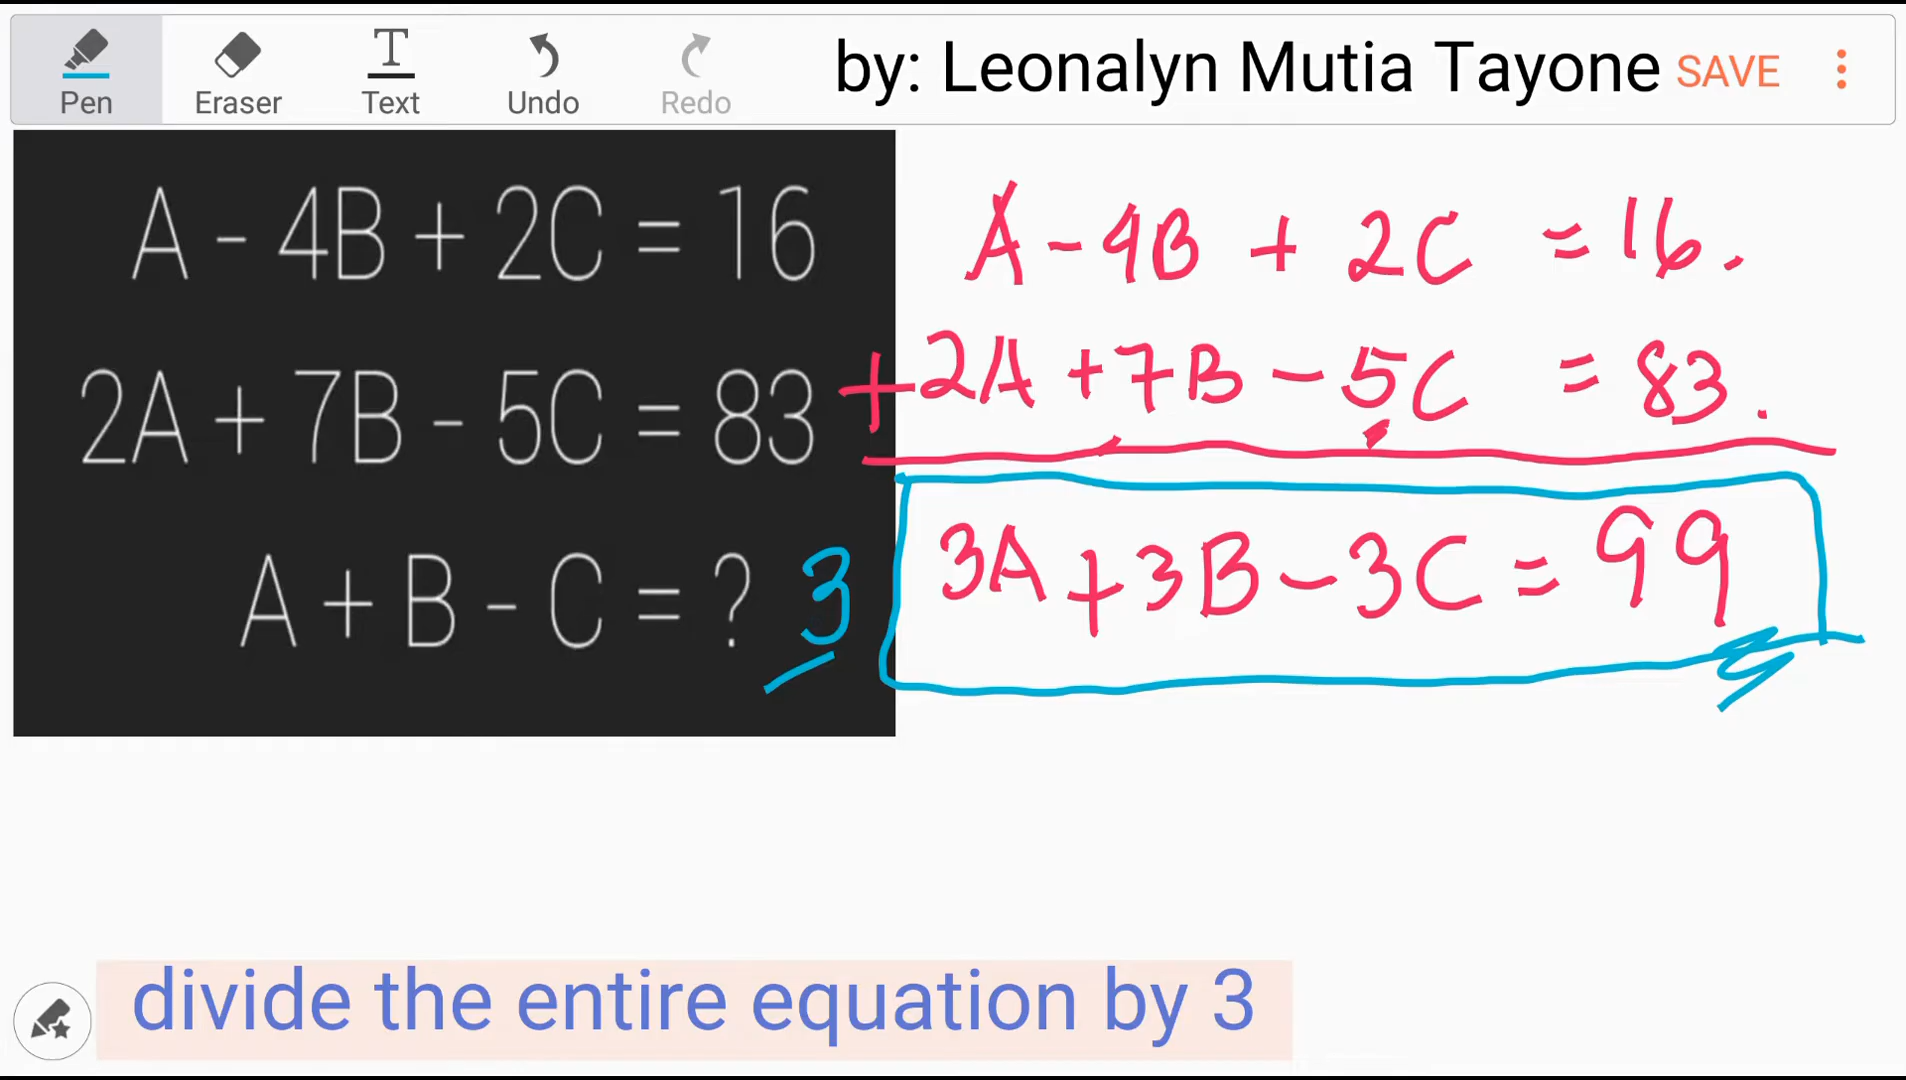 Pen Eraser Text Undo Redo by: Leonalyn Mutia Tayone SAVE
A - 4B + 2C = 16
2A + 7B - 5C = 83
A + B - C = ? 3
A - 4B + 2C = 16.
+ 2A + 7B - 5C = 83.
3A + 3B - 3C = 99
divide the entire equation by 3